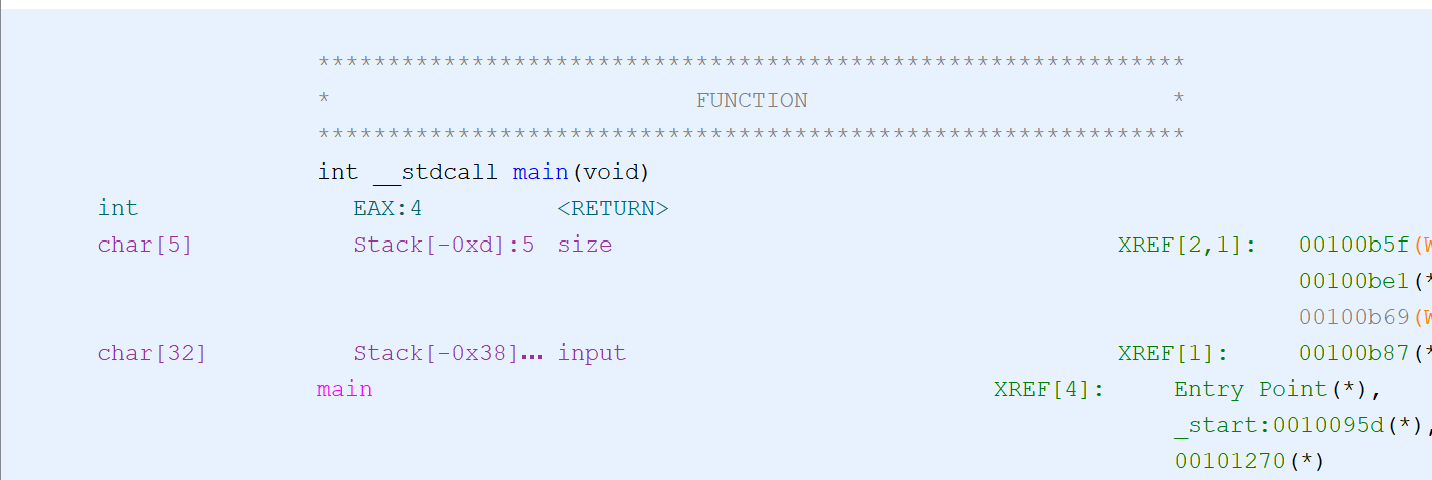 **************************************************************
* FUNCTION *
**************************************************************
int __stdcall main(void)
int EAX:4 <RETURN>
char[5] Stack[-0xd]:5 size XREF[2,1]: 00100b5f(W
00100be1(*
00100b69(W
char[32] Stack[-0x38]... input XREF[1]: 00100b87(*
main XREF[4]: Entry Point(*),
_start:0010095d(*),
00101270(*)